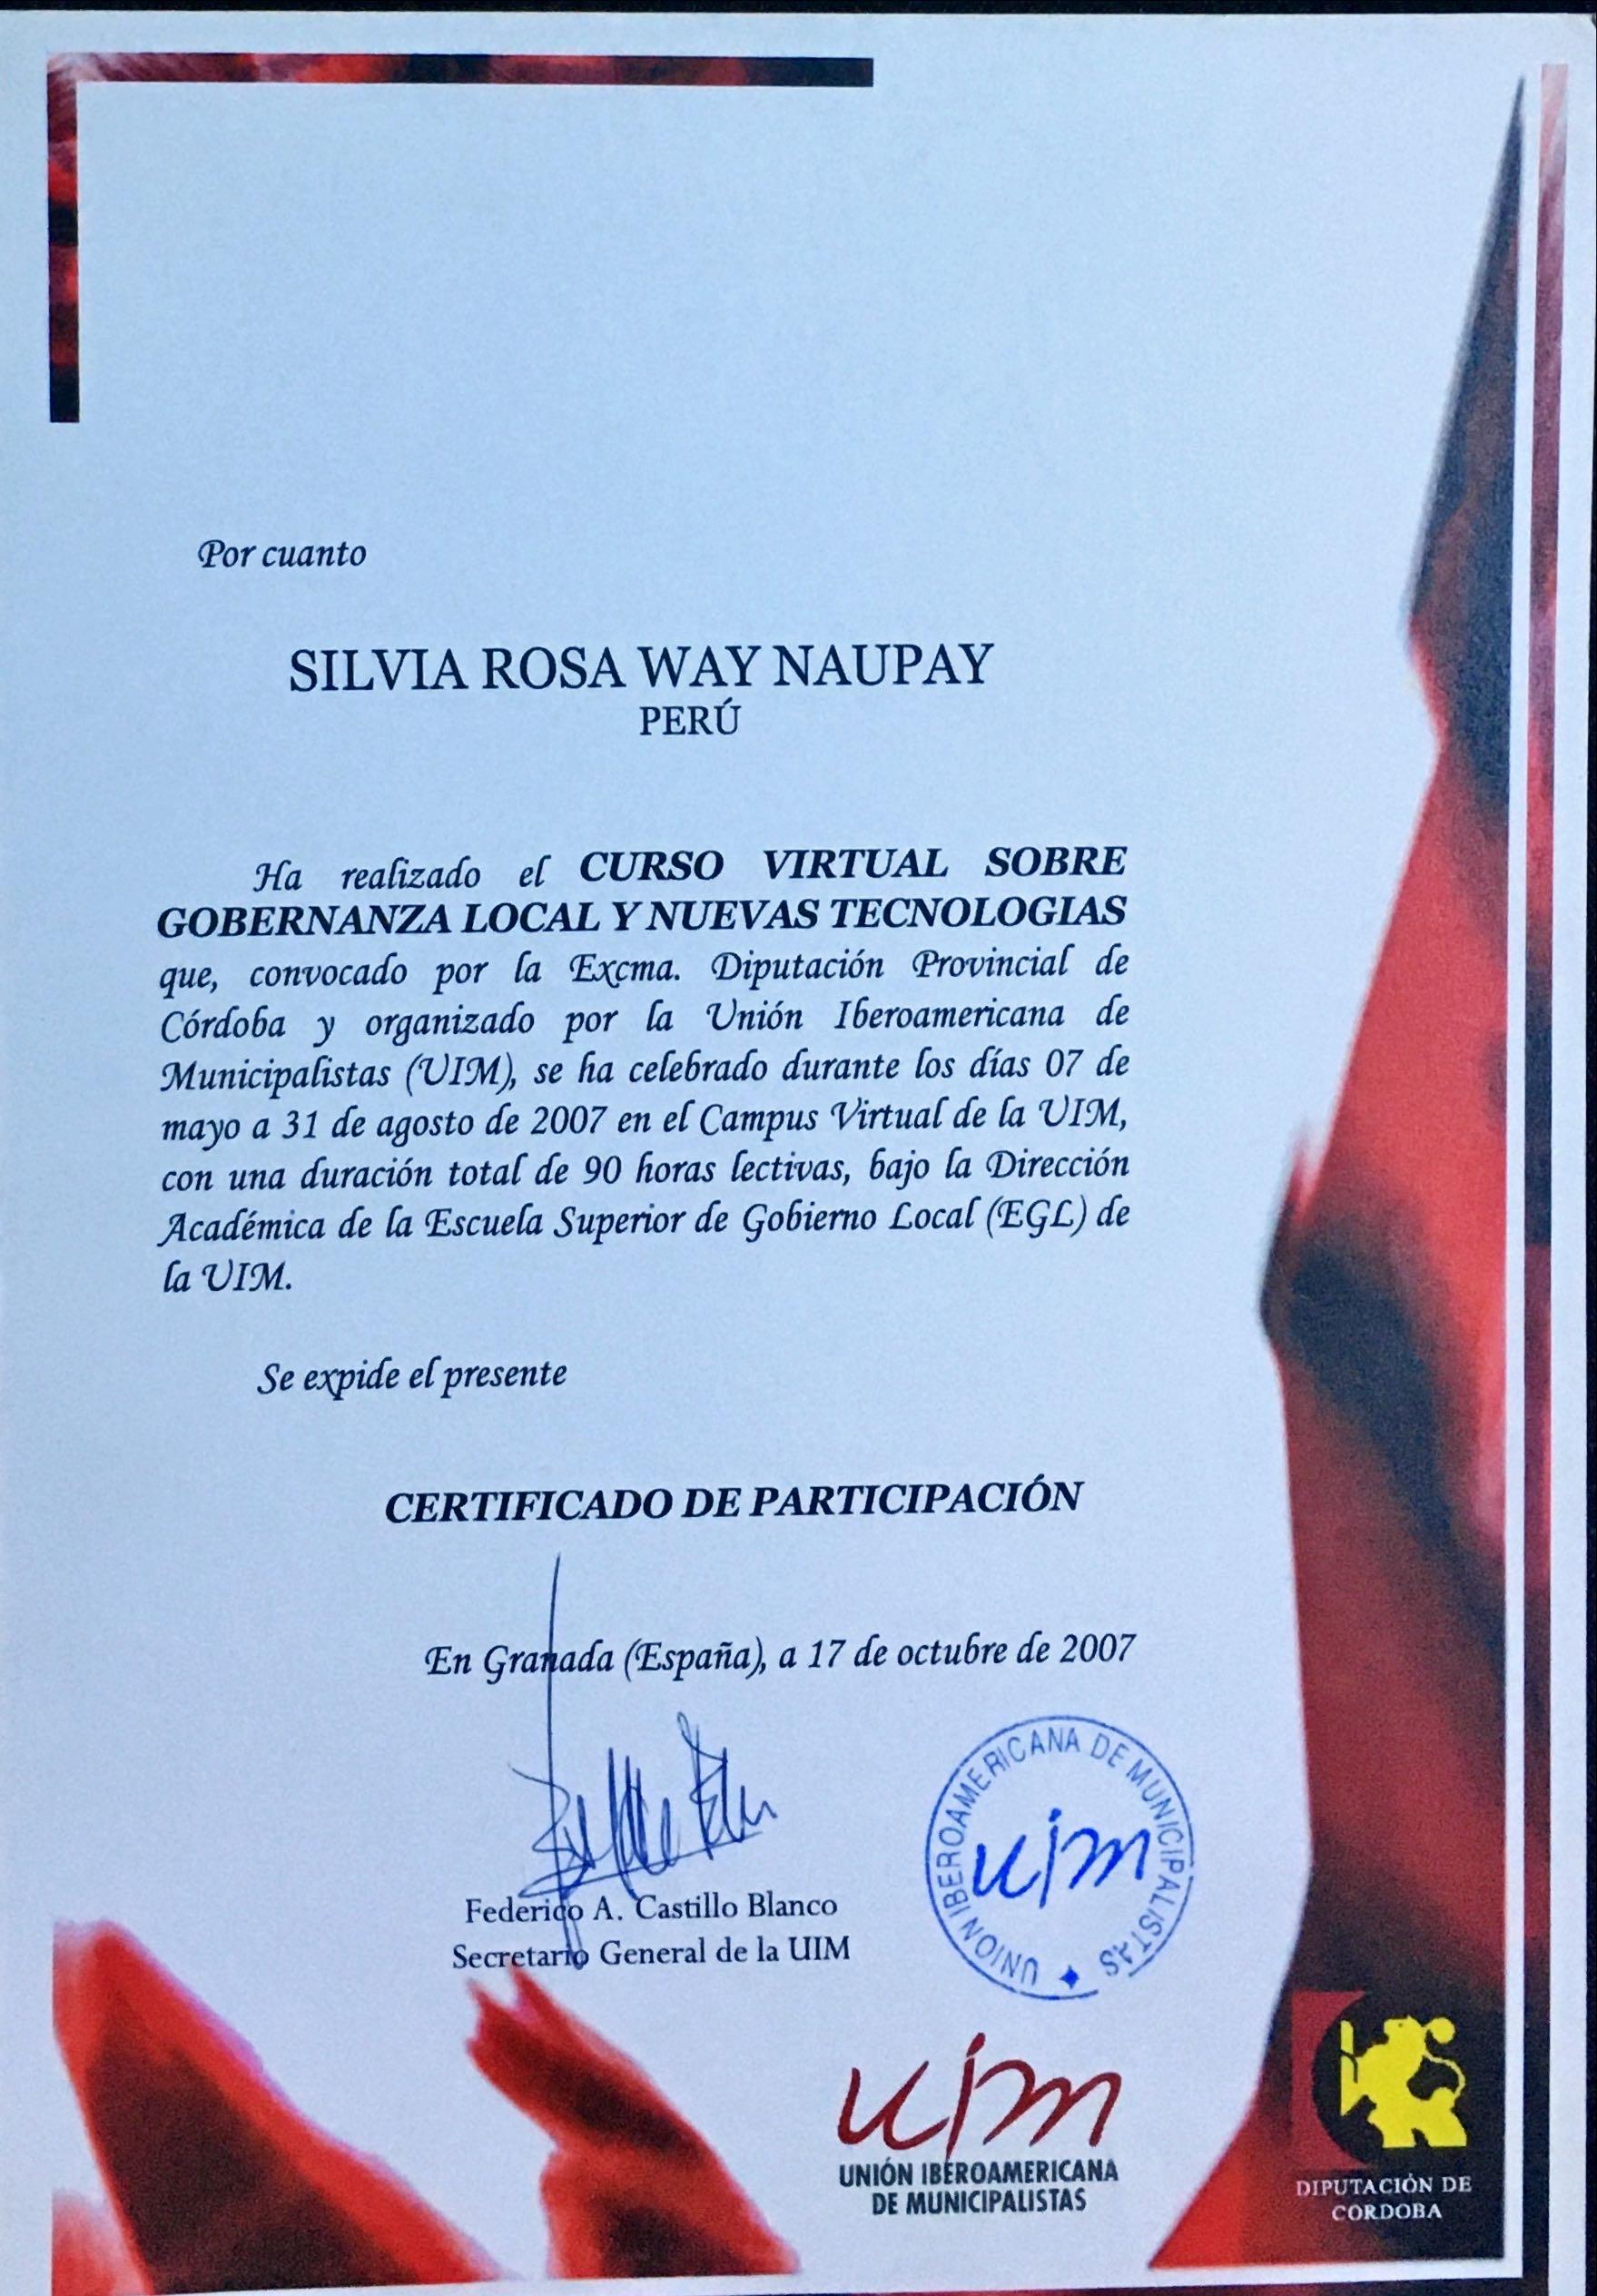 Por cuanto
SILVIA ROSA WAY NAUPAY
PERÚ
Ha realizado el CURSO VIRTUAL SOBRE
GOBERNANZA LOCAL Y NUEVAS TECNOLOGIAS
que, convocado por la Excma. Diputación Provincial de
Córdoba y organizado por la Unión Iberoamericana de
Municipalistas (UIM), se ha celebrado durante los días 07 de
mayo a 31 de agosto de 2007 en el Campus Virtual de la UIM,
con una duración total de 90 horas lectivas, bajo la Dirección
Académica de la Escuela Superior de Gobierno Local (EGL) de
la UIM.
Se expide el presente
CERTIFICADO DE PARTICIPACIÓN
En Granada (España), a 17 de octubre de 2007
UNION IBEROAMERICANA DE MUNICIPALISTAS
uim
Federico A. Castillo Blanco
Secretario General de la UIM
uim
UNIÓN IBEROAMERICANA
DE MUNICIPALISTAS
DIPUTACIÓN DE
CORDOBA